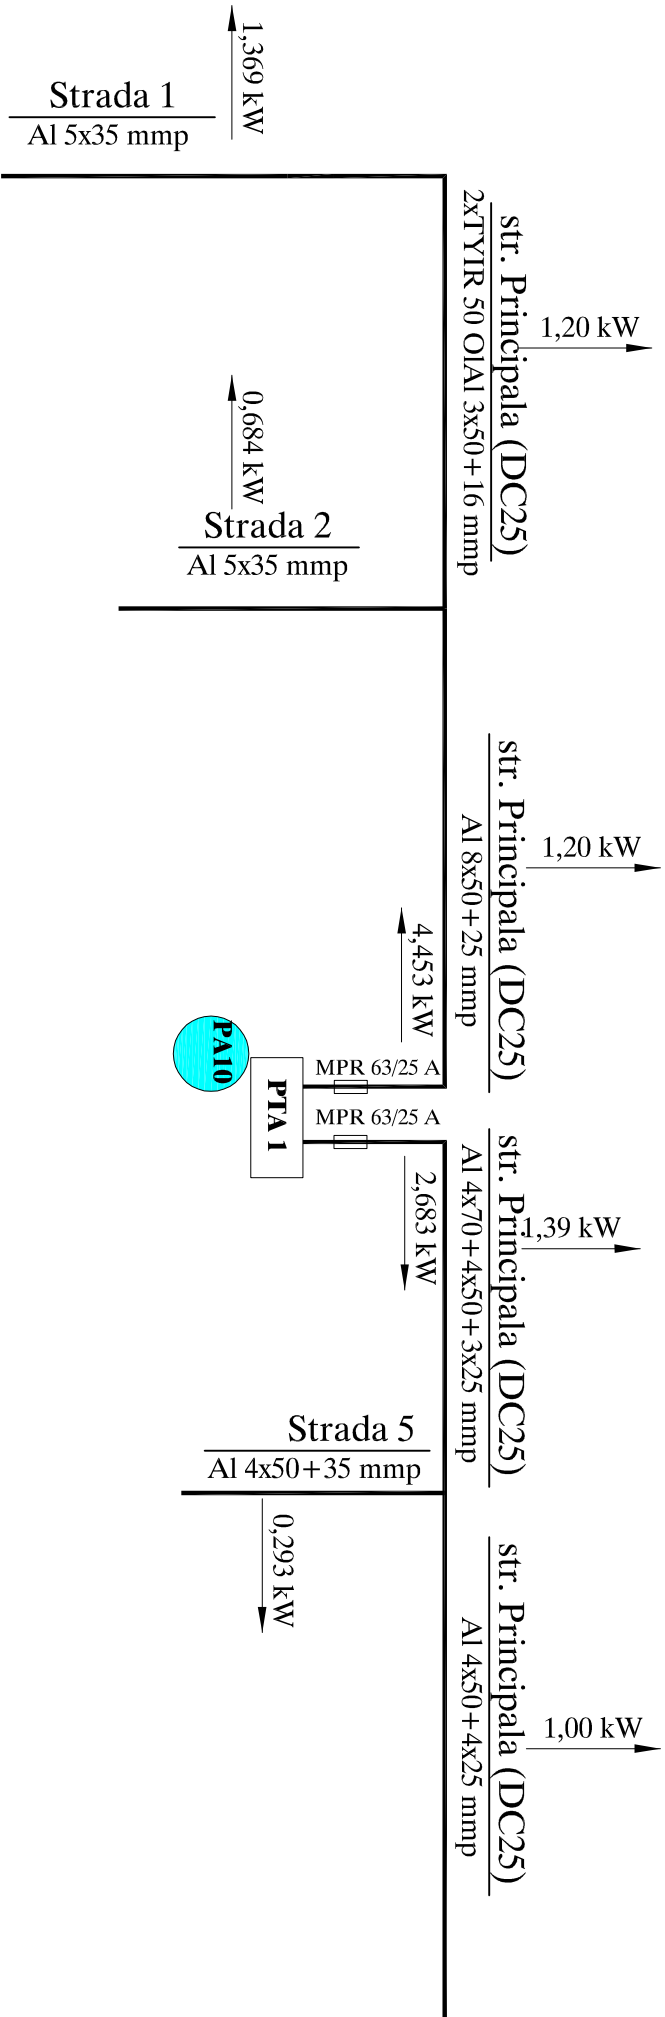 1,369 kW
Strada 1
Al 5x35 mmp
str. Principala (DC25)
2xTYIR 50 OlAl 3x50+16 mmp
1,20 kW
0,684 kW
Strada 2
Al 5x35 mmp
str. Principala (DC25)
Al 8x50+25 mmp
1,20 kW
4,453 kW
PA10
PTA 1
MPR 63/25 A
MPR 63/25 A
str. Principala (DC25)
Al 4x70+4x50+3x25 mmp
1,39 kW
2,683 kW
Strada 5
Al 4x50+35 mmp
0,293 kW
str. Principala (DC25)
Al 4x50+4x25 mmp
1,00 kW